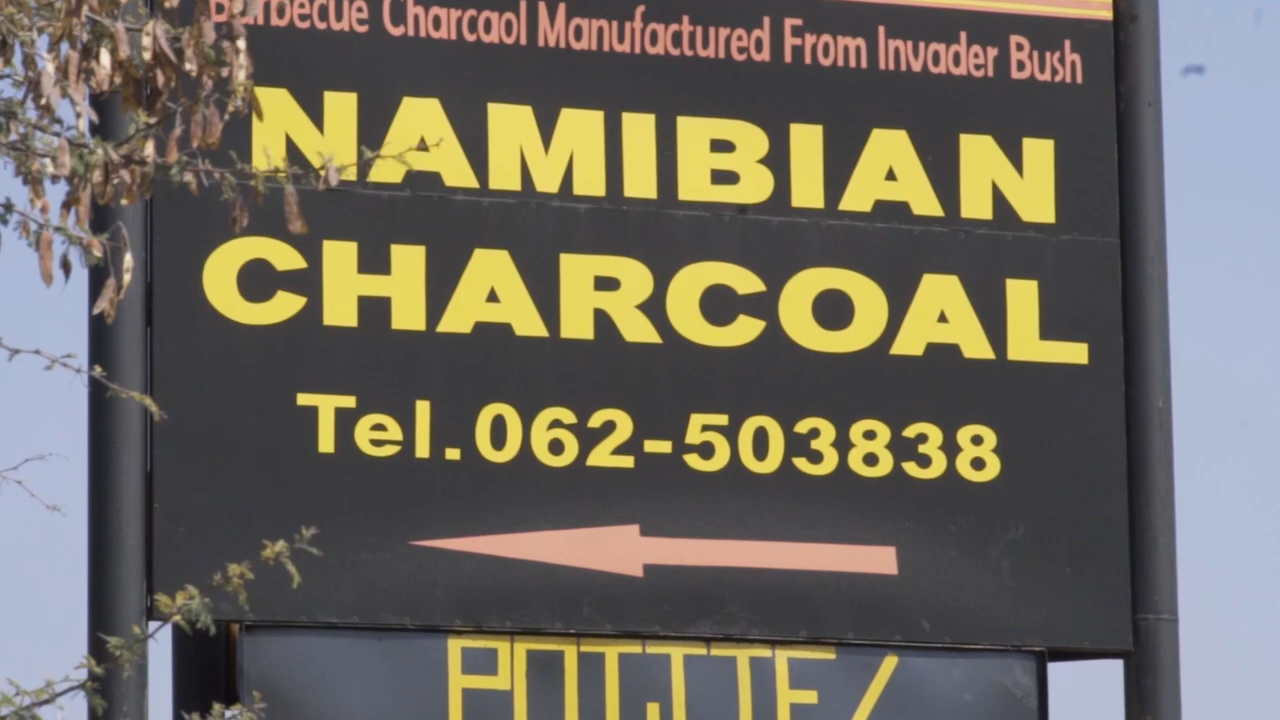 Barbecue Charcaol Manufactured From Invader Bush
NAMIBIAN
CHARCOAL
Tel.062-503838